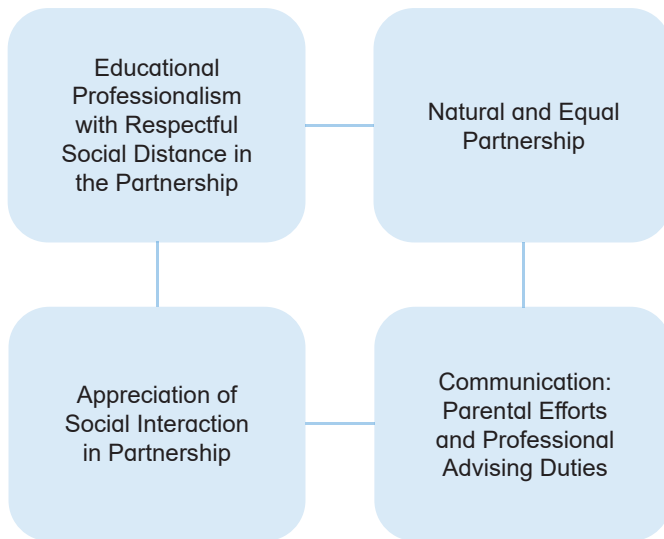 Educational
Professionalism
with Respectful
Social Distance in
the Partnership
Natural and Equal
Partnership
Appreciation of
Social Interaction
in Partnership
Communication:
Parental Efforts
and Professional
Advising Duties